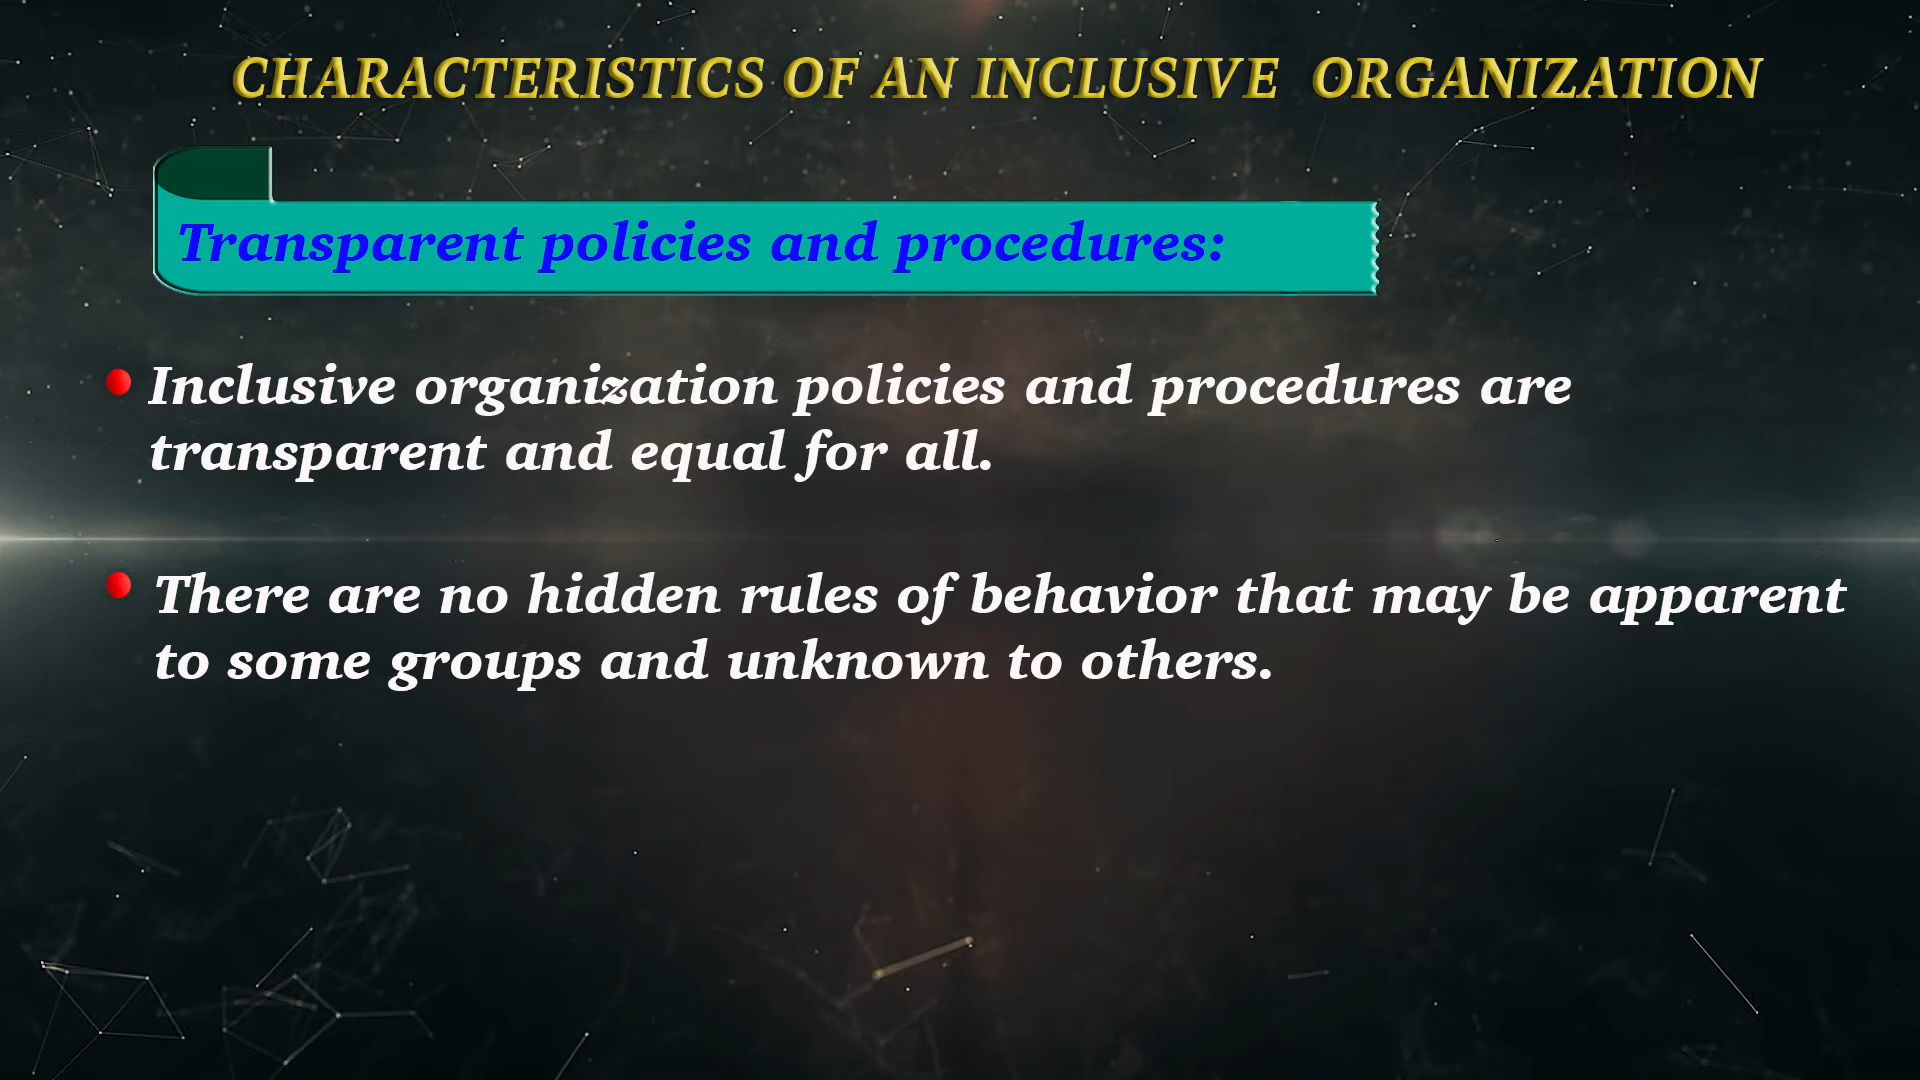 CHARACTERISTICS OF AN INCLUSIVE ORGANIZATION
Transparent policies and procedures:
Inclusive organization policies and procedures are
transparent and equal for all.
There are no hidden rules of behavior that may be apparent
to some groups and unknown to others.